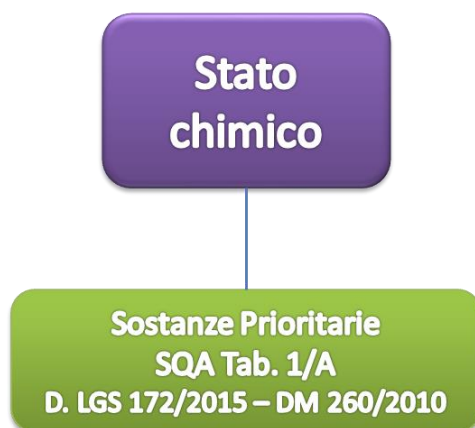 Stato
chimico
Sostanze Prioritarie
SQA Tab. 1/A
D. LGS 172/2015 – DM 260/2010